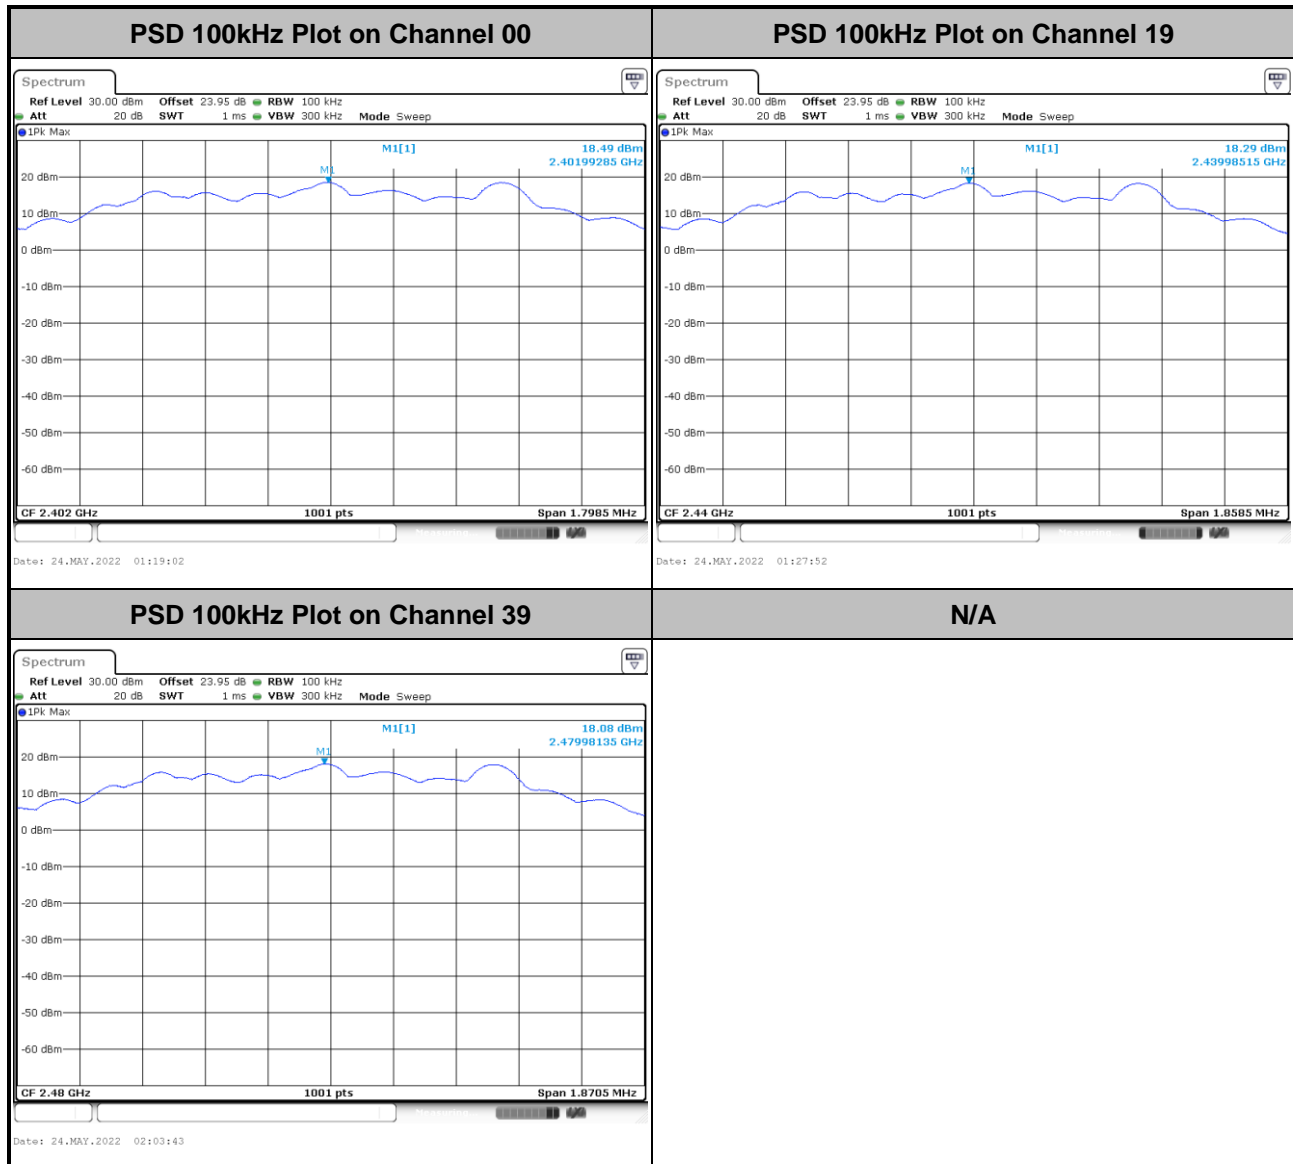 PSD 100kHz Plot on Channel 00
Spectrum
Ref Level 30.00 dBm Offset 23.95 dB RBW 100 kHz
Att 20 dB SWT 1 ms VBW 300 kHz Mode Sweep
1Pk Max
M1[1] 18.49 dBm
2.40199285 GHz
M1
20 dBm
10 dBm
0 dBm
-10 dBm
-20 dBm
-30 dBm
-40 dBm
-50 dBm
-60 dBm
CF 2.402 GHz 1001 pts Span 1.7985 MHz
Measuring
Date: 24.MAY.2022 01:19:02
PSD 100kHz Plot on Channel 19
Spectrum
Ref Level 30.00 dBm Offset 23.95 dB RBW 100 kHz
Att 20 dB SWT 1 ms VBW 300 kHz Mode Sweep
1Pk Max
M1[1] 18.29 dBm
2.43998515 GHz
M1
20 dBm
10 dBm
0 dBm
-10 dBm
-20 dBm
-30 dBm
-40 dBm
-50 dBm
-60 dBm
CF 2.44 GHz 1001 pts Span 1.8585 MHz
Measuring
Date: 24.MAY.2022 01:27:52
PSD 100kHz Plot on Channel 39
Spectrum
Ref Level 30.00 dBm Offset 23.95 dB RBW 100 kHz
Att 20 dB SWT 1 ms VBW 300 kHz Mode Sweep
1Pk Max
M1[1] 18.08 dBm
2.47998135 GHz
M1
20 dBm
10 dBm
0 dBm
-10 dBm
-20 dBm
-30 dBm
-40 dBm
-50 dBm
-60 dBm
CF 2.48 GHz 1001 pts Span 1.8705 MHz
Measuring
Date: 24.MAY.2022 02:03:43
N/A